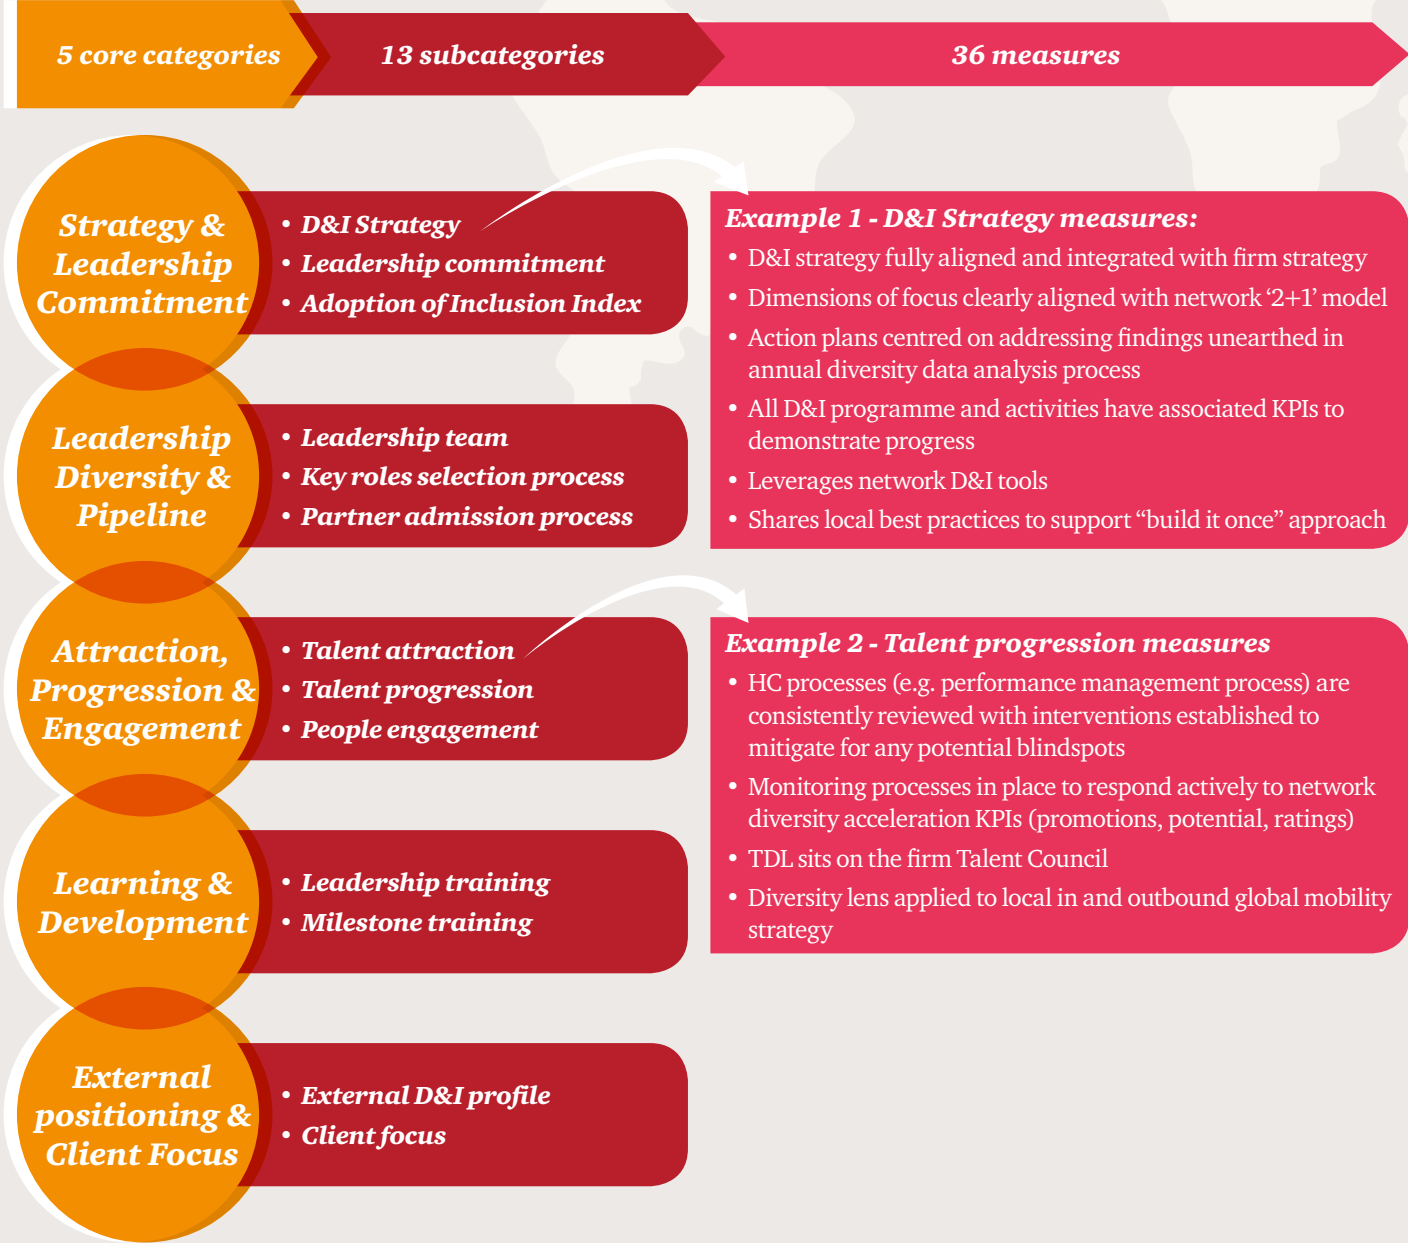 5 core categories
13 subcategories
36 measures
Strategy &
Leadership
Commitment
• D&I Strategy
• Leadership commitment
• Adoption of Inclusion Index
Example 1 - D&I Strategy measures:
• D&I strategy fully aligned and integrated with firm strategy
• Dimensions of focus clearly aligned with network ‘2+1’ model
• Action plans centred on addressing findings unearthed in
annual diversity data analysis process
• All D&I programme and activities have associated KPIs to
demonstrate progress
• Leverages network D&I tools
• Shares local best practices to support “build it once” approach
Leadership
Diversity &
Pipeline
• Leadership team
• Key roles selection process
• Partner admission process
Attraction,
Progression &
Engagement
• Talent attraction
• Talent progression
• People engagement
Example 2 - Talent progression measures
• HC processes (e.g. performance management process) are
consistently reviewed with interventions established to
mitigate for any potential blindspots
• Monitoring processes in place to respond actively to network
diversity acceleration KPIs (promotions, potential, ratings)
• TDL sits on the firm Talent Council
• Diversity lens applied to local in and outbound global mobility
strategy
Learning &
Development
• Leadership training
• Milestone training
External
positioning &
Client Focus
• External D&I profile
• Client focus